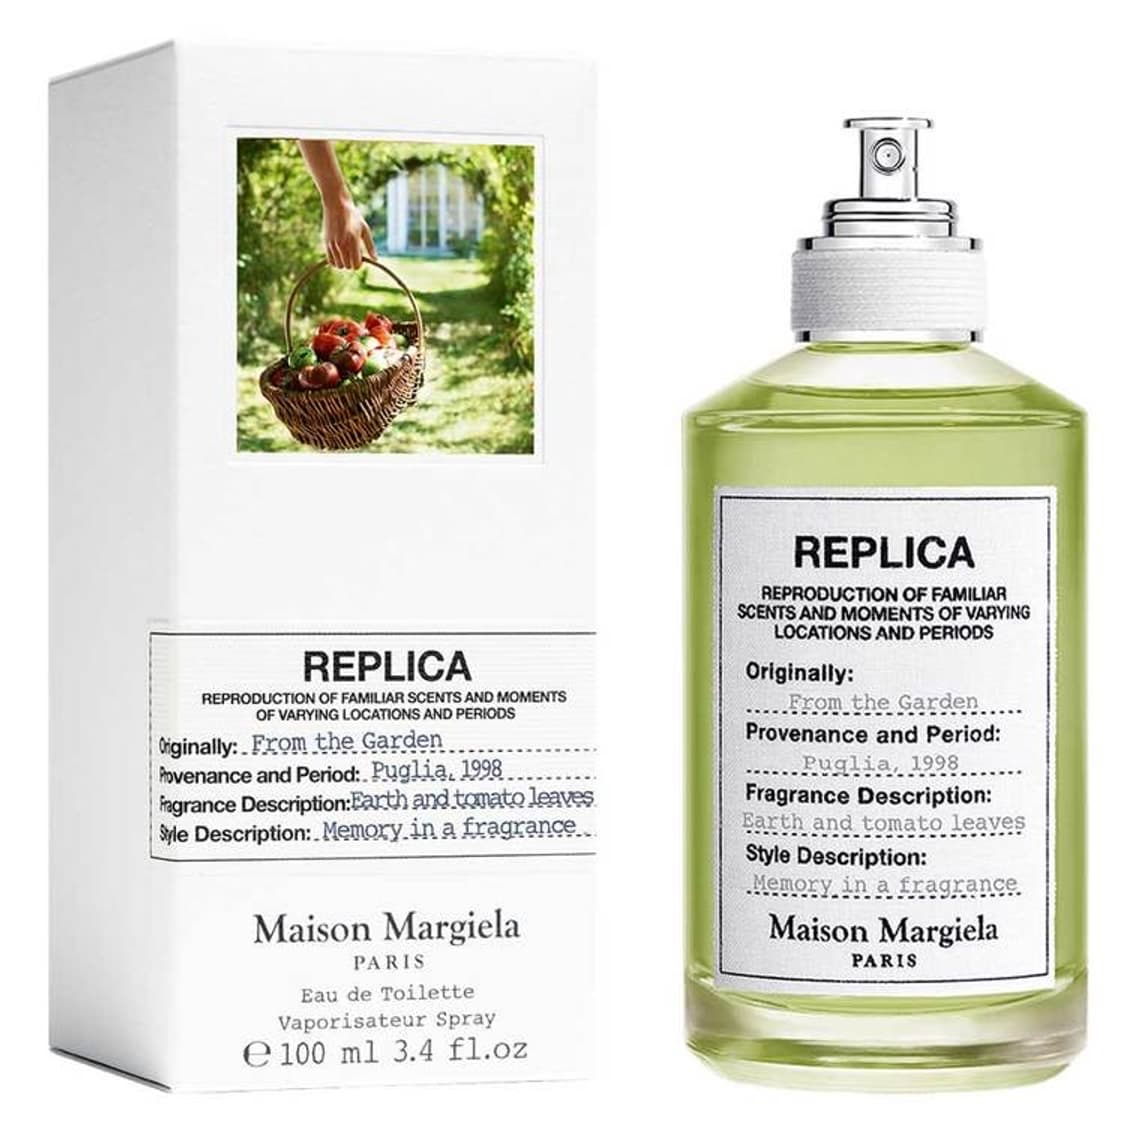 REPLICA
REPRODUCTION OF FAMILIAR SCENTS AND MOMENTS
OF VARYING LOCATIONS AND PERIODS
Originally: From the Garden
Provenance and Period: Puglia, 1998
Fragrance Description: Earth and tomato leaves
Style Description: Memory in a fragrance
Maison Margiela
PARIS
Eau de Toilette
Vaporisateur Spray
℮ 100 ml 3.4 fl.oz
REPLICA
REPRODUCTION OF FAMILIAR
SCENTS AND MOMENTS OF VARYING
LOCATIONS AND PERIODS
Originally:
From the Garden
Provenance and Period:
Puglia, 1998
Fragrance Description:
Earth and tomato leaves
Style Description:
Memory in a fragrance
Maison Margiela
PARIS